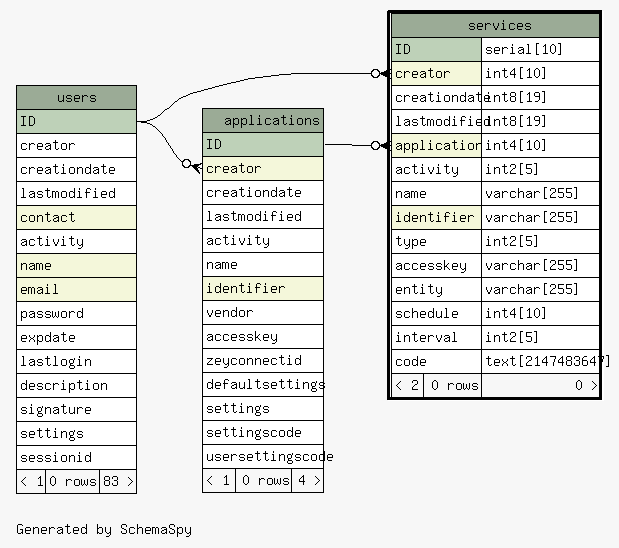 users
ID
creator
creationdate
lastmodified
contact
activity
name
email
password
expdate
lastlogin
description
signature
settings
sessionid
< 1 0 rows 83 >
applications
ID
creator
creationdate
lastmodified
activity
name
identifier
vendor
accesskey
zeyconnectid
defaultsettings
settings
settingscode
usersettingscode
< 1 0 rows 4 >
services
ID serial[10]
creator int4[10]
creationdate int8[19]
lastmodified int8[19]
application int4[10]
activity int2[5]
name varchar[255]
identifier varchar[255]
type int2[5]
accesskey varchar[255]
entity varchar[255]
schedule int4[10]
interval int2[5]
code text[2147483647]
< 2 0 rows 0 >
Generated by SchemaSpy